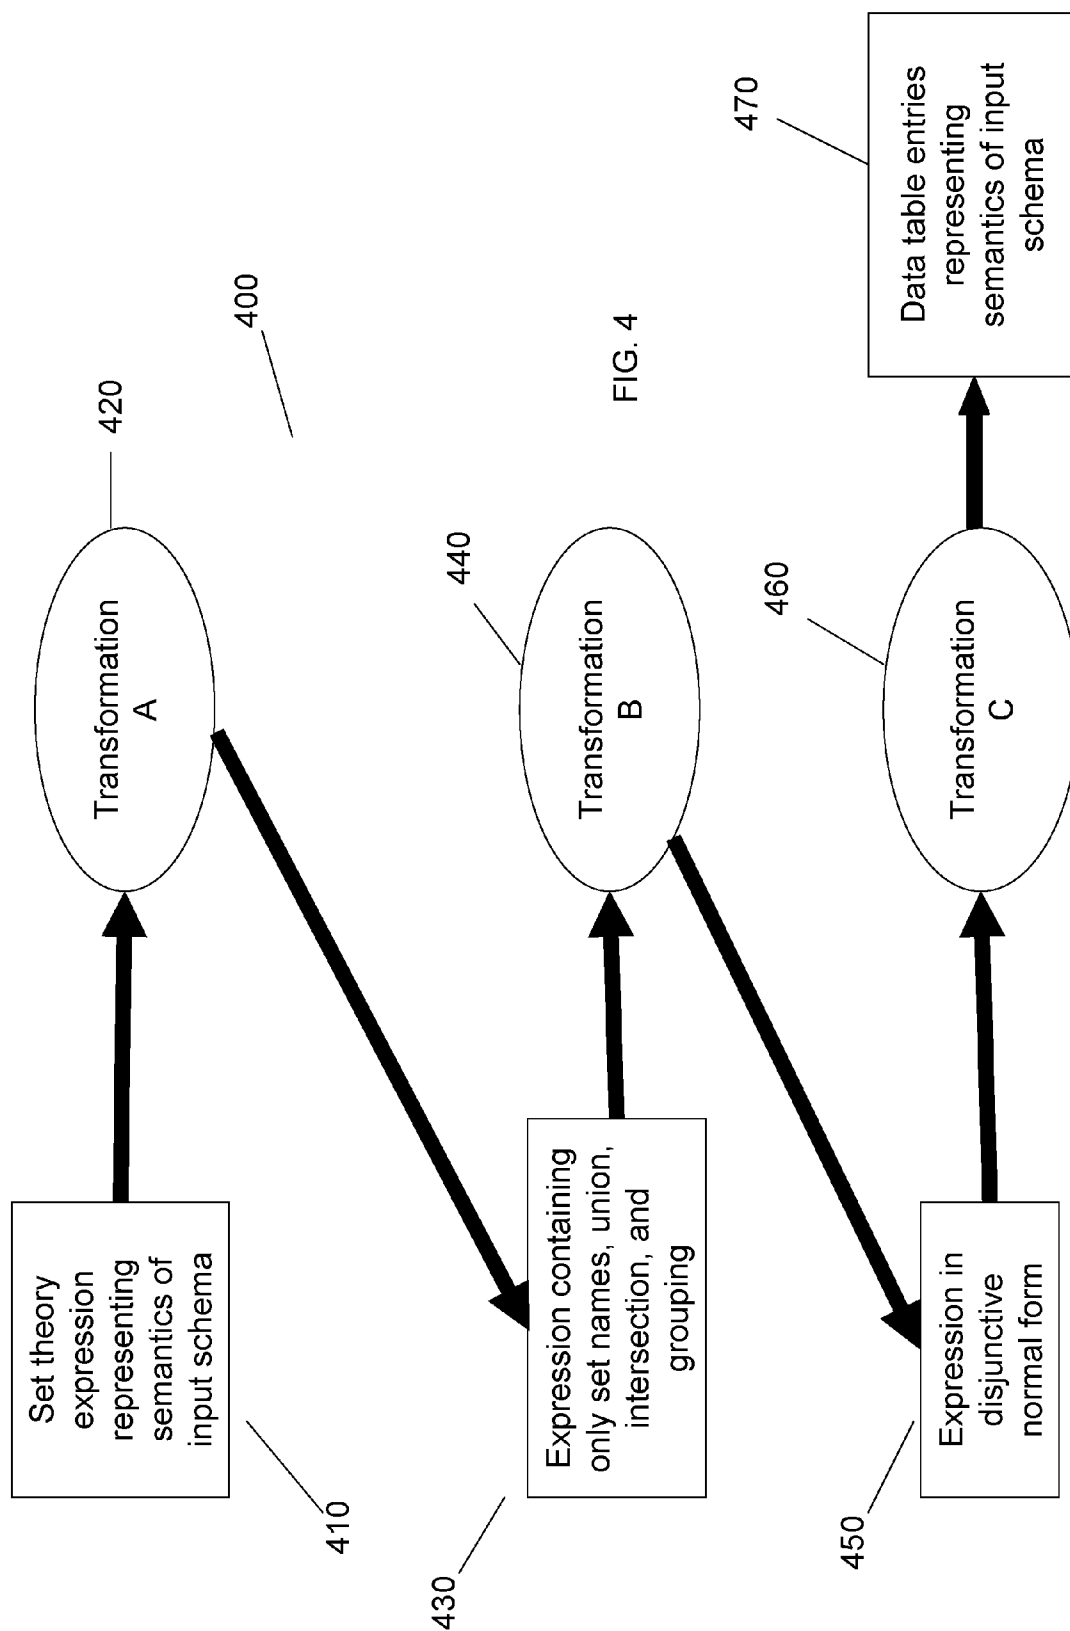 Set theory
expression
representing
semantics of
input schema
410
Transformation
A
420
400
Expression containing
only set names, union,
intersection, and
grouping
430
Transformation
B
440
FIG. 4
Expression in
disjunctive
normal form
450
Transformation
C
460
Data table entries
representing
semantics of input
schema
470